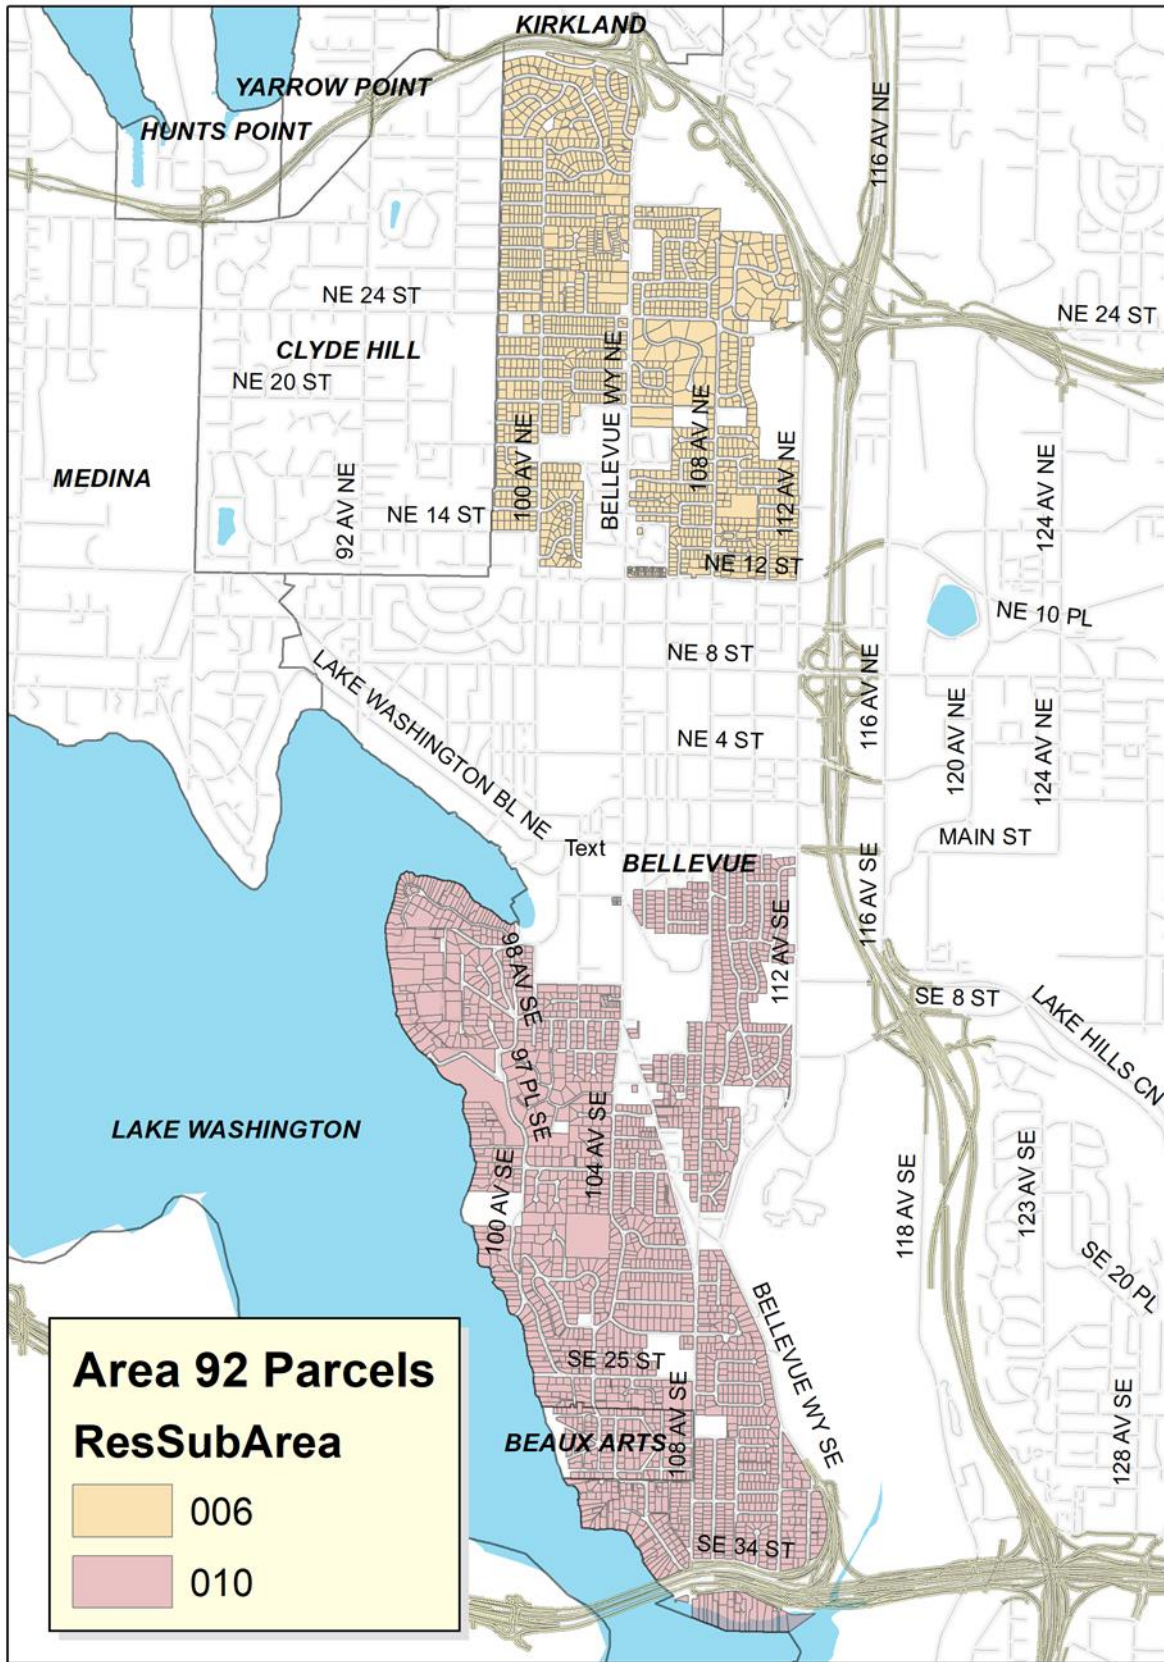 KIRKLAND
YARROW POINT
HUNTS POINT
116 AV NE
NE 24 ST
NE 24 ST
CLYDE HILL
NE 20 ST
BELLEVUE WY NE
108 AV NE
100 AV NE
112 AV NE
MEDINA
92 AV NE
NE 14 ST
124 AV NE
NE 12 ST
NE 10 PL
NE 8 ST
LAKE WASHINGTON BL NE
116 AV NE
120 AV NE
124 AV NE
NE 4 ST
MAIN ST
Text
BELLEVUE
116 AV SE
112 AV SE
98 AV SE
SE 8 ST
LAKE HILLS CN
97 PL SE
LAKE WASHINGTON
104 AV SE
100 AV SE
118 AV SE
123 AV SE
SE 20 PL
BELLEVUE WY SE
SE 25 ST
108 AV SE
128 AV SE
BEAUX ARTS
SE 34 ST
Area 92 Parcels
ResSubArea
006
010